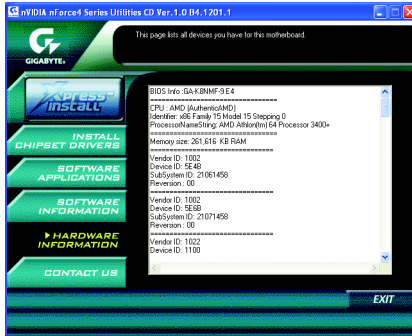 nVIDIA nForce4 Series Utilities CD Ver.1.0 B4.1201.1
GIGABYTE
This page lists all devices you have for this motherboard.
Xpress-
INSTALL
INSTALL
CHIPSET DRIVERS
SOFTWARE
APPLICATIONS
SOFTWARE
INFORMATION
HARDWARE
INFORMATION
CONTACT US
BIOS Info :GA-K8NMF-9 E4
===================================
CPU : AMD (AuthenticAMD)
Identifier: x86 Family 15 Model 15 Stepping 0
ProcessorNameString: AMD Athlon(tm) 64 Processor 3400+
===================================
Memory size: 261,616 KB RAM
===================================
Vendor ID: 1002
Device ID: 5E4B
SubSystem ID: 21061458
Reversion : 00
===================================
Vendor ID: 1002
Device ID: 5E6B
SubSystem ID: 21071458
Reversion : 00
===================================
Vendor ID: 1022
Device ID: 1100
EXIT